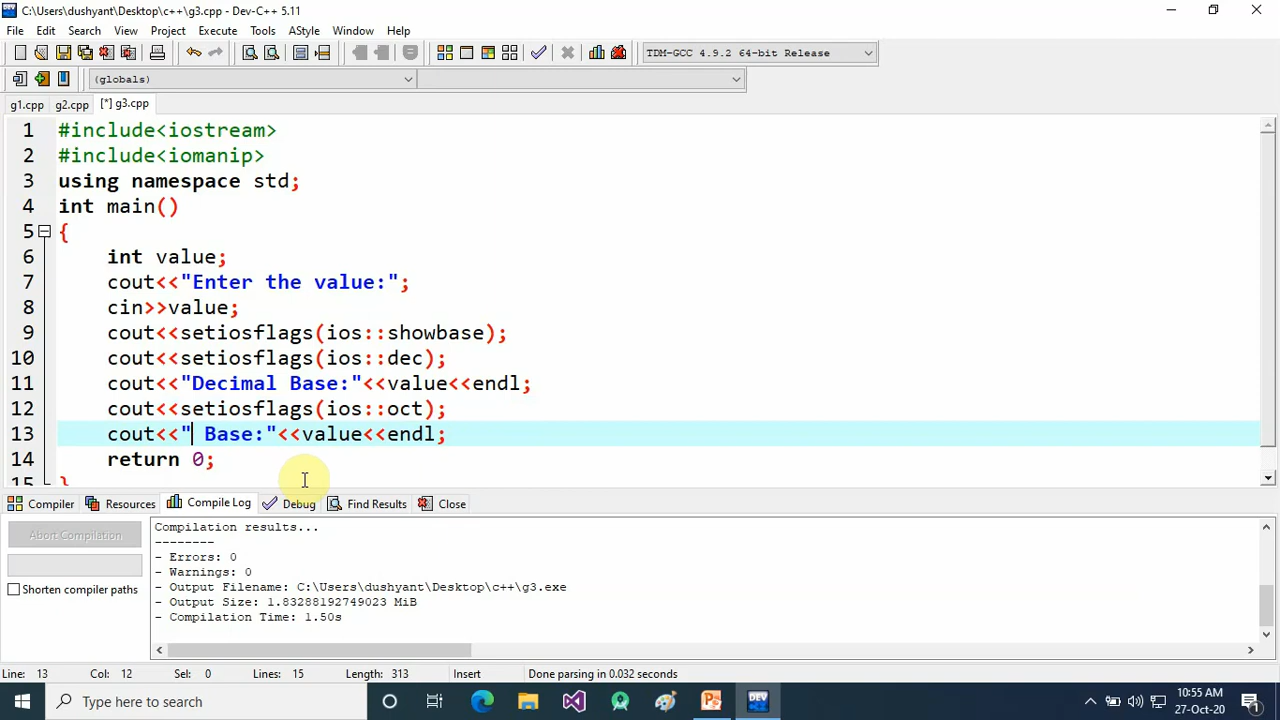 C:\Users\dushyant\Desktop\c++\g3.cpp - Dev-C++ 5.11
File Edit Search View Project Execute Tools AStyle Window Help
TDM-GCC 4.9.2 64-bit Release
(globals)
g1.cpp g2.cpp [*] g3.cpp
1 #include<iostream>
2 #include<iomanip>
3 using namespace std;
4 int main()
5 {
6 int value;
7 cout<<"Enter the value:";
8 cin>>value;
9 cout<<setiosflags(ios::showbase);
10 cout<<setiosflags(ios::dec);
11 cout<<"Decimal Base:"<<value<<endl;
12 cout<<setiosflags(ios::oct);
13 cout<<" Base:"<<value<<endl;
14 return 0;
15 }
Compiler Resources Compile Log Debug Find Results Close
Abort Compilation
Shorten compiler paths
Compilation results...
--------
- Errors: 0
- Warnings: 0
- Output Filename: C:\Users\dushyant\Desktop\c++\g3.exe
- Output Size: 1.83288192749023 MiB
- Compilation Time: 1.50s
Line: 13 Col: 12 Sel: 0 Lines: 15 Length: 313 Insert Done parsing in 0.032 seconds
Type here to search
DEV
10:55 AM
27-Oct-20
1